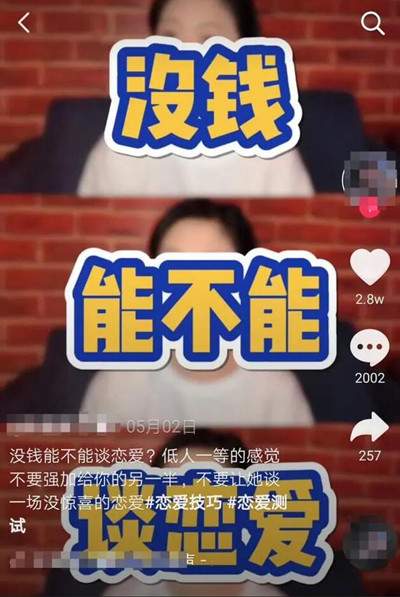 没钱
能不能
谈恋爱
2.8w
2002
257
05月02日
没钱能不能谈恋爱？低人一等的感觉
不要强加给你的另一半，不要让她谈
一场没惊喜的恋爱#恋爱技巧 #恋爱测
试